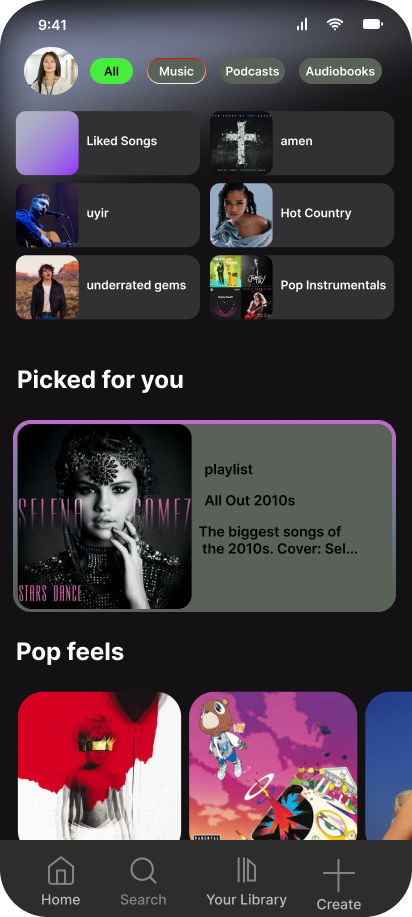 9:41
All
Music
Podcasts
Audiobooks
Liked Songs
amen
uyir
Hot Country
underrated gems
Pop Instrumentals
Picked for you
SELENA GOMEZ
STARS DANCE
playlist
All Out 2010s
The biggest songs of
the 2010s. Cover: Sel...
Pop feels
PARENTAL
Home
Search
Your Library
Create